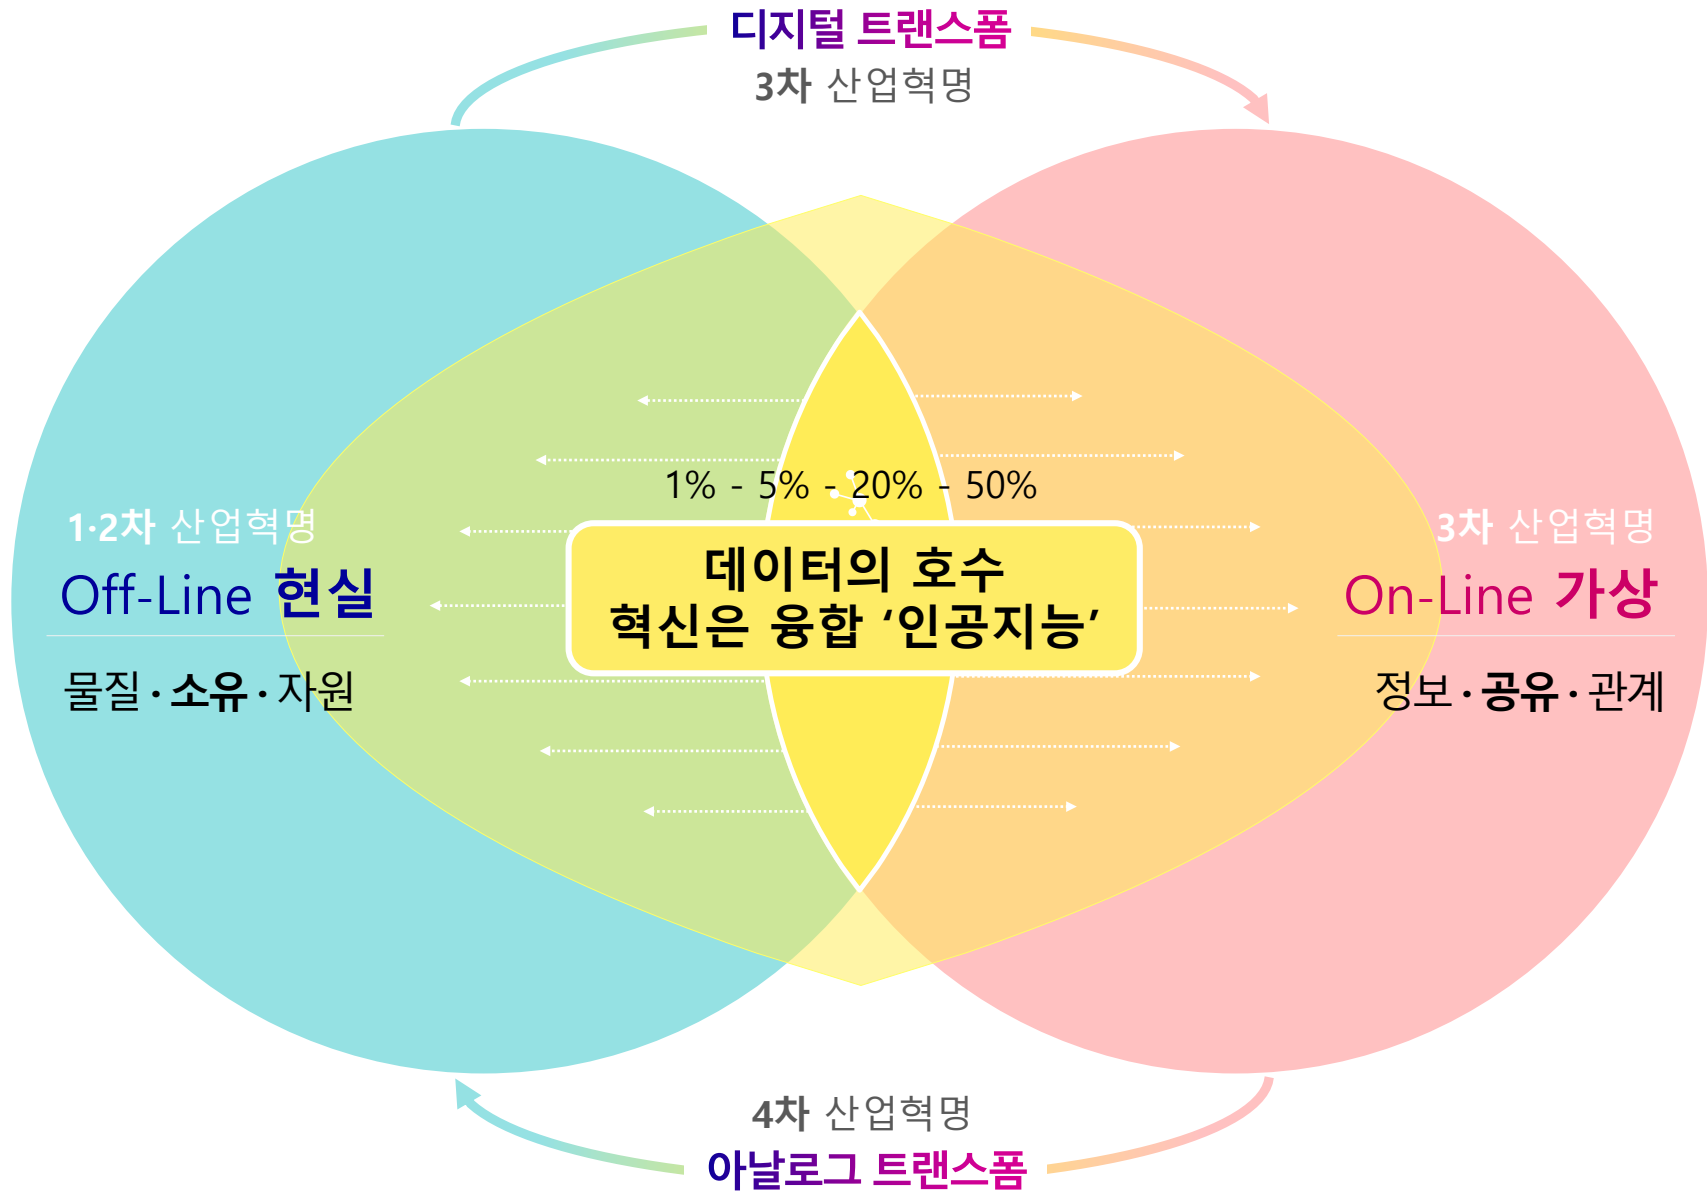 디지털 트랜스폼
3차 산업혁명
1% - 5% - 20% - 50%
데이터의 호수
혁신은 융합 ‘인공지능’
1·2차 산업혁명
Off-Line 현실
물질 · 소유 · 자원
3차 산업혁명
On-Line 가상
정보 · 공유 · 관계
4차 산업혁명
아날로그 트랜스폼